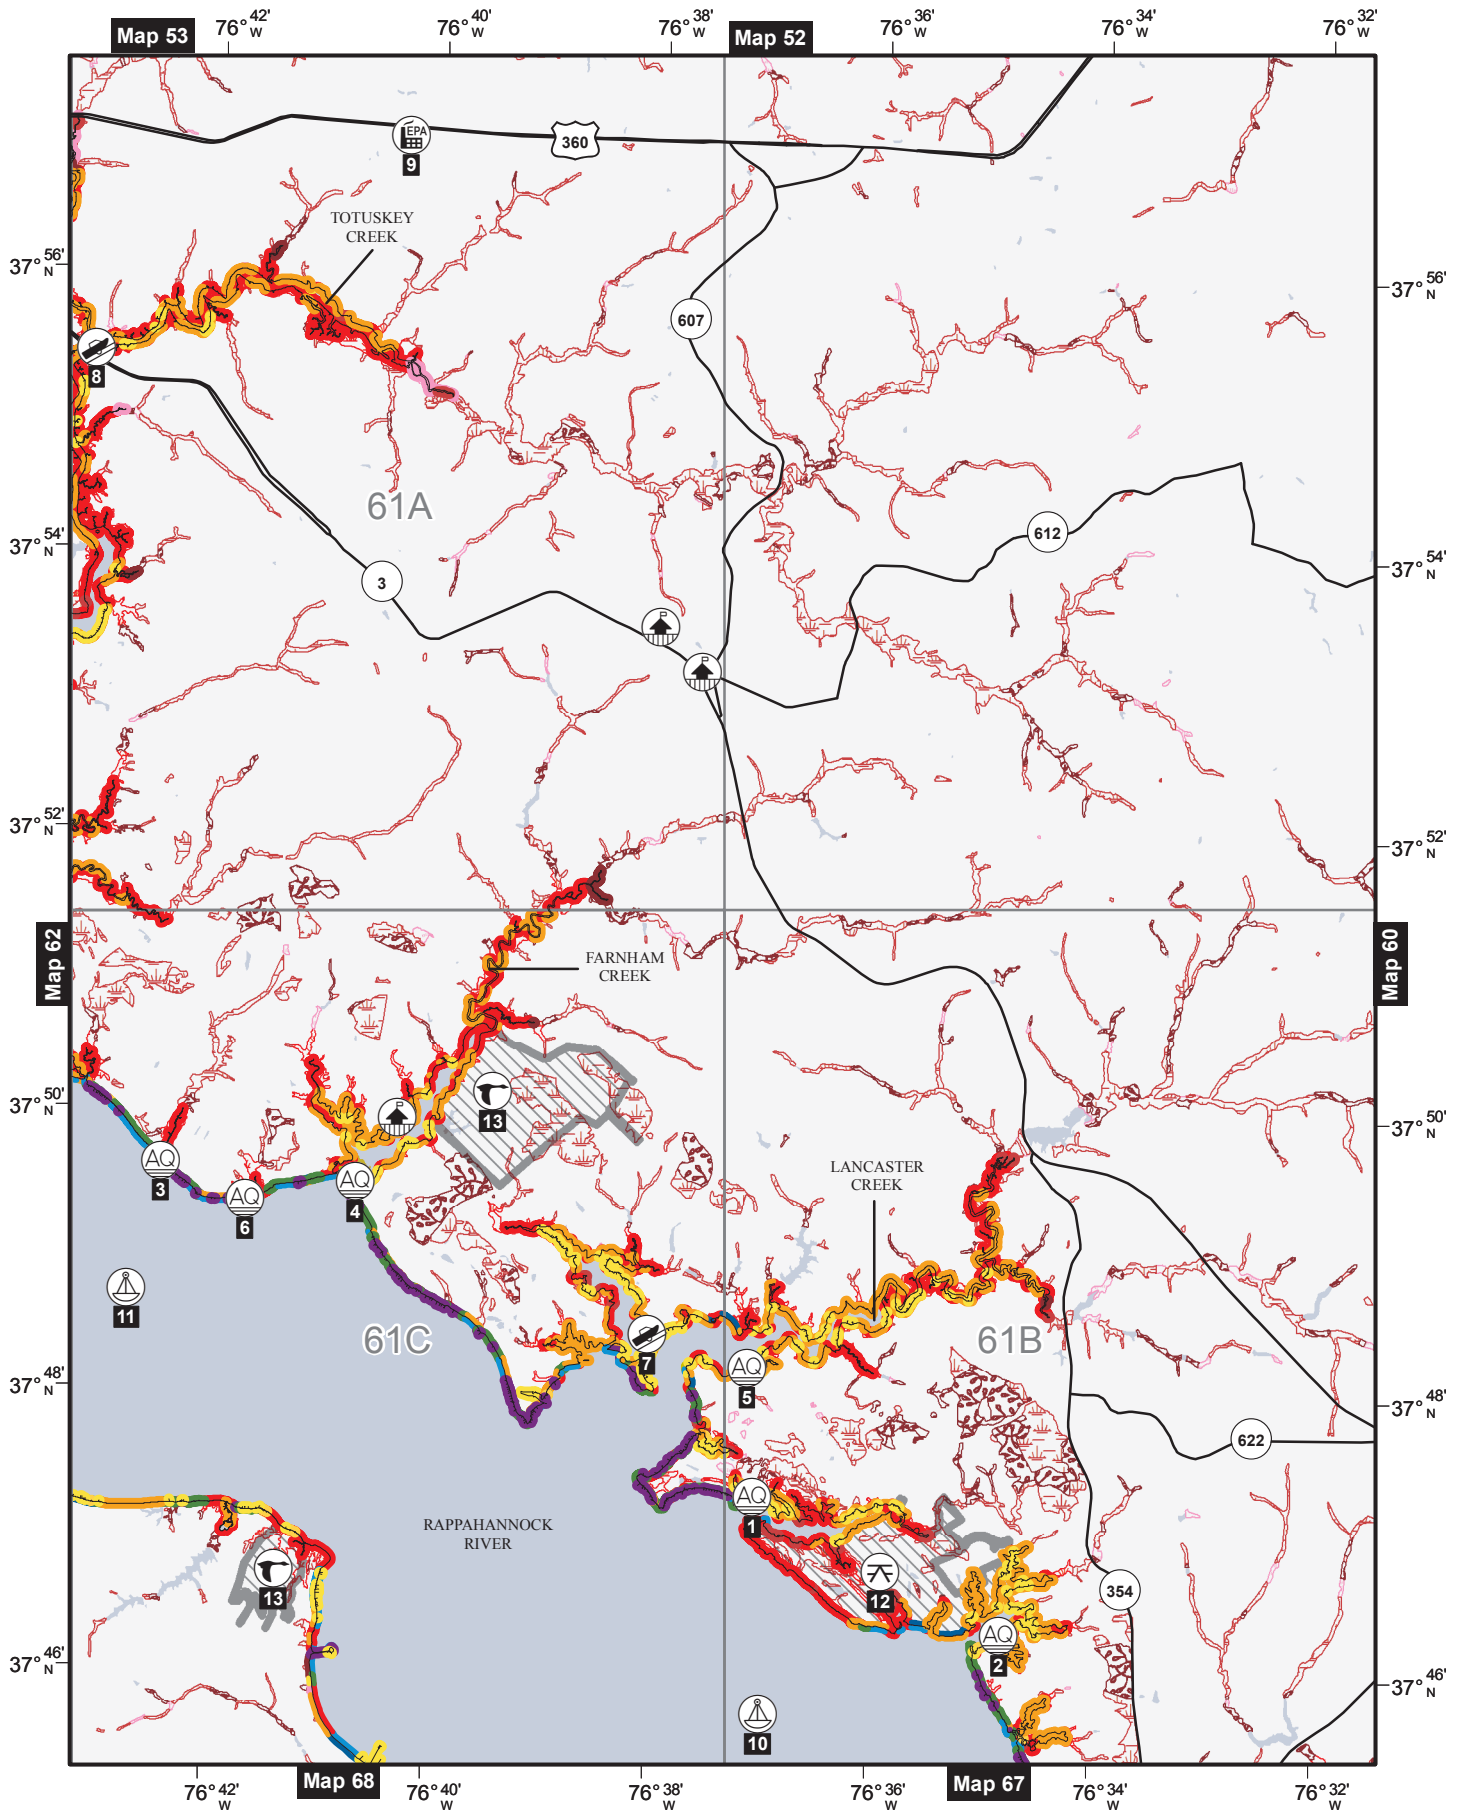 76°42'
W
76°40'
W
76°38'
W
76°36'
W
76°34'
W
76°32'
W
Map 53
Map 52
EPA
9
360
TOTUSKEY
CREEK
37°56'
N
37°56'
N
607
8
61A
37°54'
N
612
37°54'
N
3
37°52'
N
37°52'
N
Map 62
Map 60
FARNHAM
CREEK
37°50'
N
13
37°50'
N
AQ
3
AQ
6
AQ
4
LANCASTER
CREEK
11
61C
61B
7
AQ
5
37°48'
N
37°48'
N
622
AQ
1
RAPPAHANNOCK
RIVER
13
12
354
AQ
2
37°46'
N
37°46'
N
10
Map 68
Map 67
76°42'
W
76°40'
W
76°38'
W
76°36'
W
76°34'
W
76°32'
W